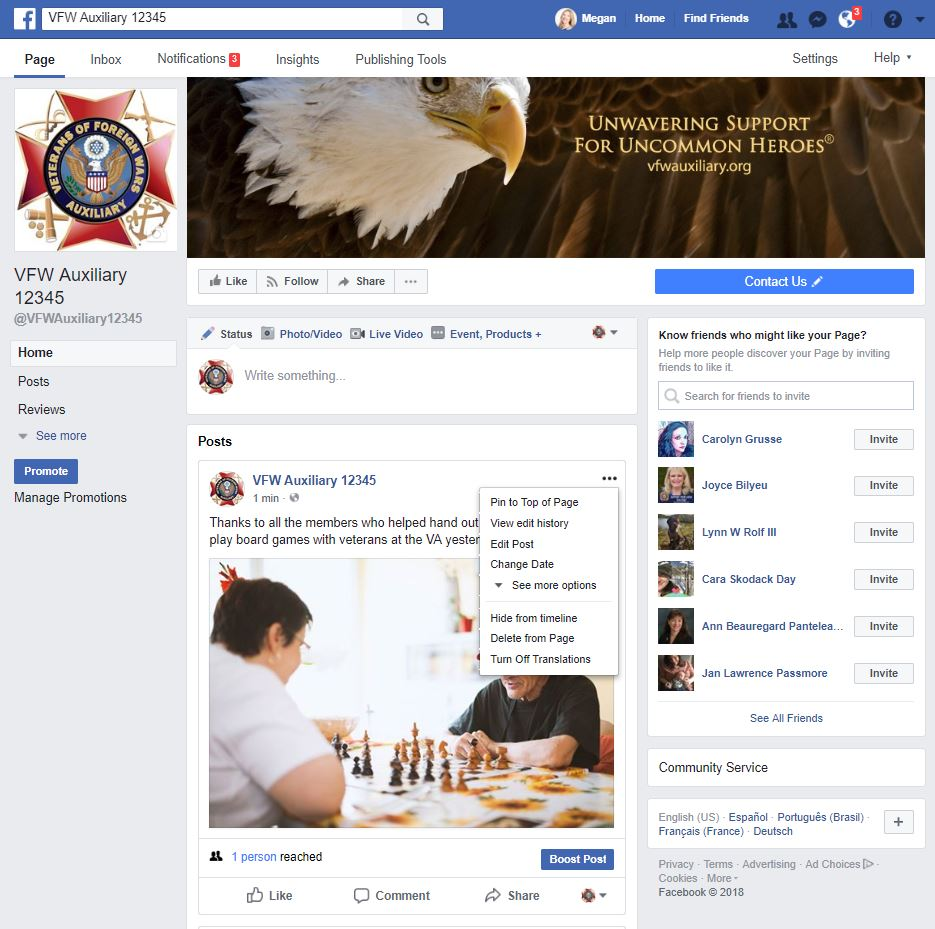 VFW Auxiliary 12345
Megan Home Find Friends 3
Page Inbox Notifications 3 Insights Publishing Tools Settings Help
VETERANS OF FOREIGN WARS
AUXILIARY
UNWAVERING SUPPORT
FOR UNCOMMON HEROES®
vfwauxiliary.org
VFW Auxiliary
12345
@VFWAuxiliary12345
Home
Posts
Reviews
See more
Promote
Manage Promotions
Like Follow Share ...
Contact Us
Status Photo/Video Live Video Event, Products +
Write something...
Posts
VFW Auxiliary 12345
1 min ·
Thanks to all the members who helped hand out
play board games with veterans at the VA
Pin to Top of Page
View edit history
Edit Post
Change Date
See more options
Hide from timeline
Delete from Page
Turn Off Translations
1 person reached
Boost Post
Like Comment Share
Know friends who might like your Page?
Help more people discover your Page by inviting
friends to like it.
Search for friends to invite
Carolyn Grusse Invite
Joyce Bilyeu Invite
Lynn W Rolf III Invite
Cara Skodack Day Invite
Ann Beauregard Pantelea... Invite
Jan Lawrence Passmore Invite
See All Friends
Community Service
English (US) · Español · Português (Brasil) ·
Français (France) · Deutsch
+
Privacy · Terms · Advertising · Ad Choices ·
Cookies · More
Facebook © 2018